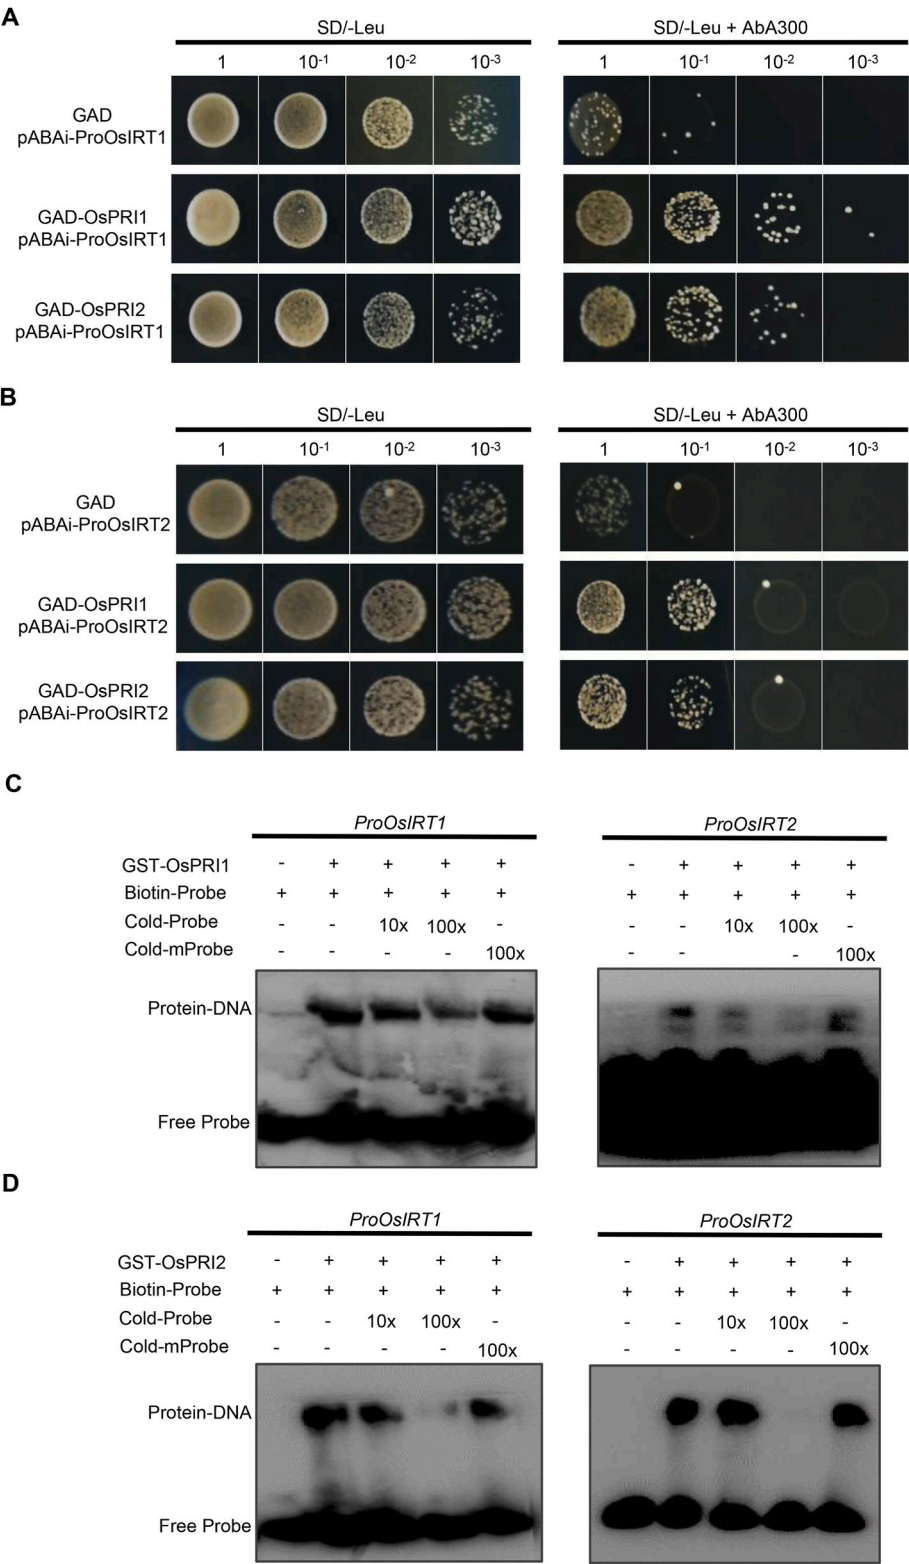 A
SD/-Leu SD/-Leu + AbA300
1 10-1 10-2 10-3 1 10-1 10-2 10-3
GAD
pABAi-ProOsIRT1
GAD-OsPRI1
pABAi-ProOsIRT1
GAD-OsPRI2
pABAi-ProOsIRT1
B
SD/-Leu SD/-Leu + AbA300
1 10-1 10-2 10-3 1 10-1 10-2 10-3
GAD
pABAi-ProOsIRT2
GAD-OsPRI1
pABAi-ProOsIRT2
GAD-OsPRI2
pABAi-ProOsIRT2
C
ProOsIRT1 ProOsIRT2
GST-OsPRI1 - + + + + - + + + +
Biotin-Probe + + + + + + + + + +
Cold-Probe - - 10x 100x - - - 10x 100x -
Cold-mProbe - - - - 100x - - - 100x
Protein-DNA
Free Probe
D
ProOsIRT1 ProOsIRT2
GST-OsPRI2 - + + + + - + + + +
Biotin-Probe + + + + + + + + + +
Cold-Probe - - 10x 100x - - - 10x 100x -
Cold-mProbe - - - - 100x - - - - 100x
Protein-DNA
Free Probe